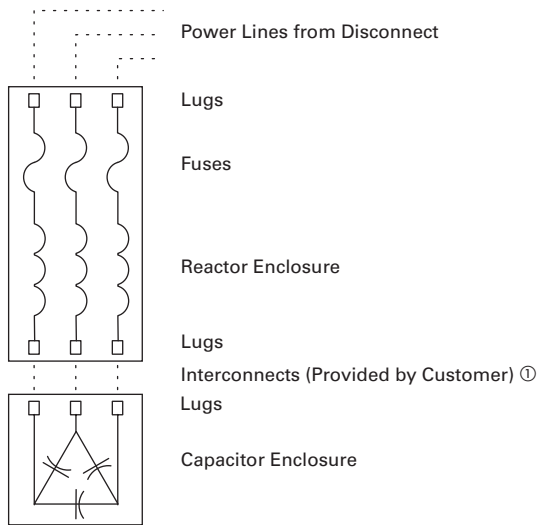 Power Lines from Disconnect
Lugs
Fuses
Reactor Enclosure
Lugs
Interconnects (Provided by Customer) ①
Lugs
Capacitor Enclosure